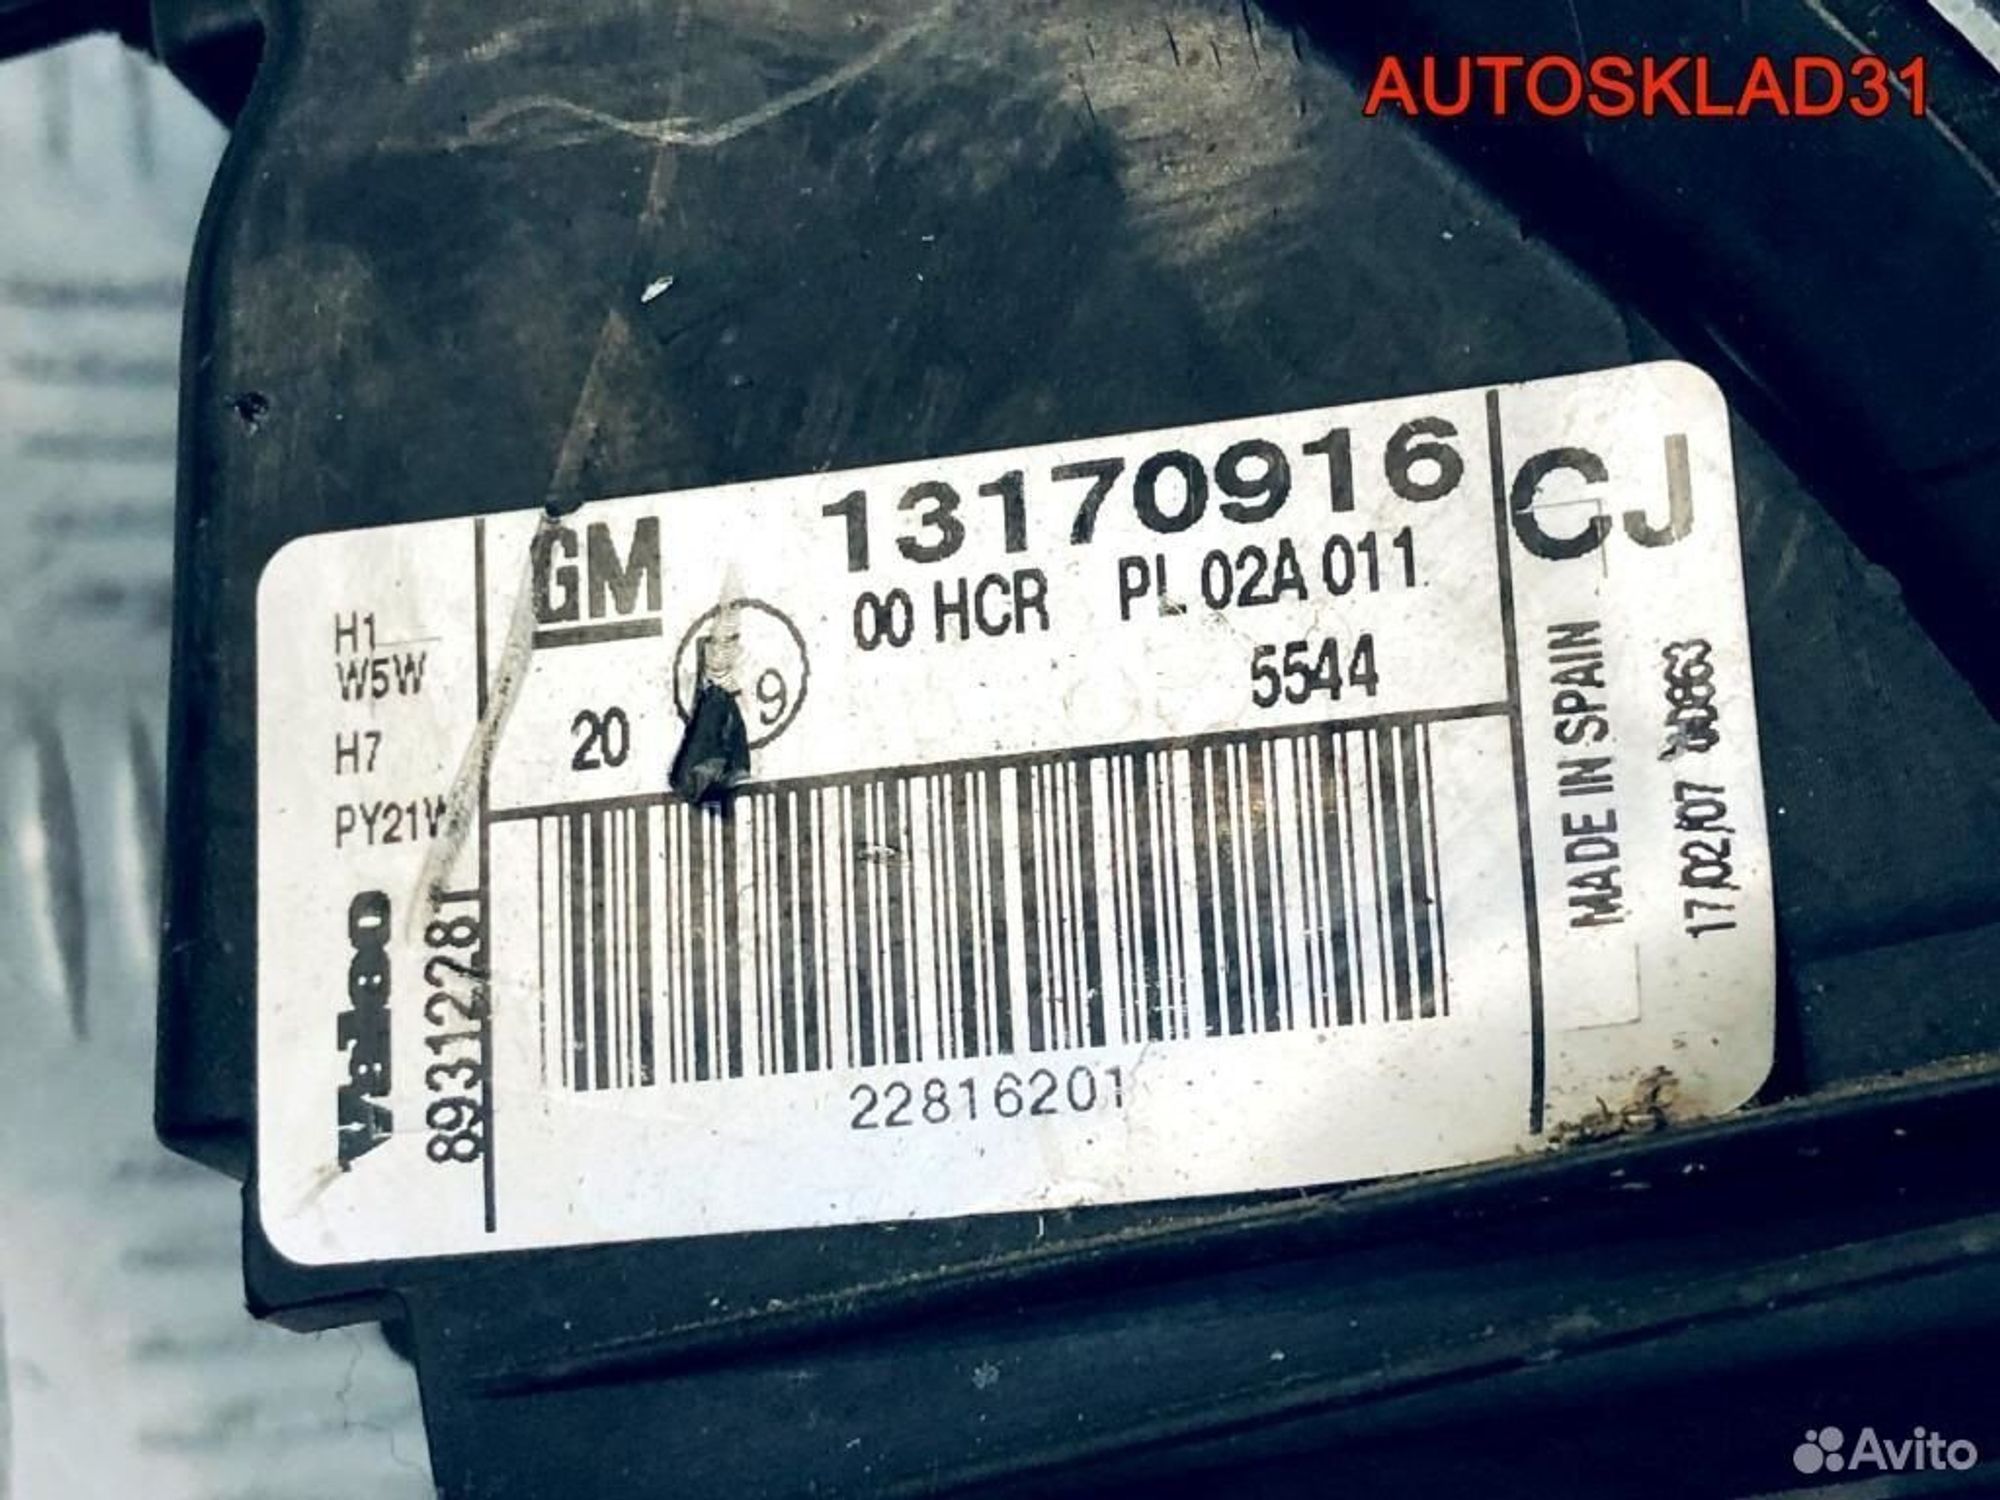 AUTOSKLAD31
GM 13170916 CJ
00 HCR PL 02A 011
20 9 5544
H1
W5W
H7
PY21W
Valeo
89312281
22816201
MADE IN SPAIN
17/02/07
Avito